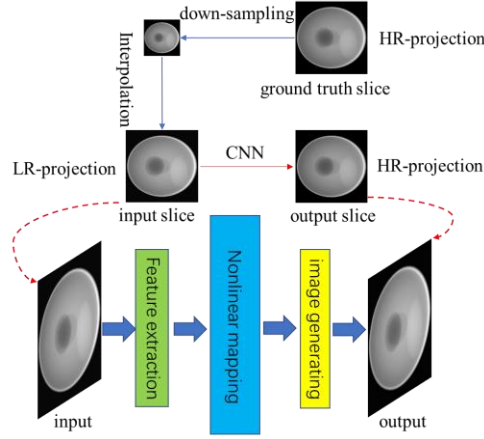 down-sampling
HR-projection
Interpolation
ground truth slice
LR-projection
CNN
HR-projection
input slice
output slice
Feature extraction
Nonlinear mapping
image generating
input
output